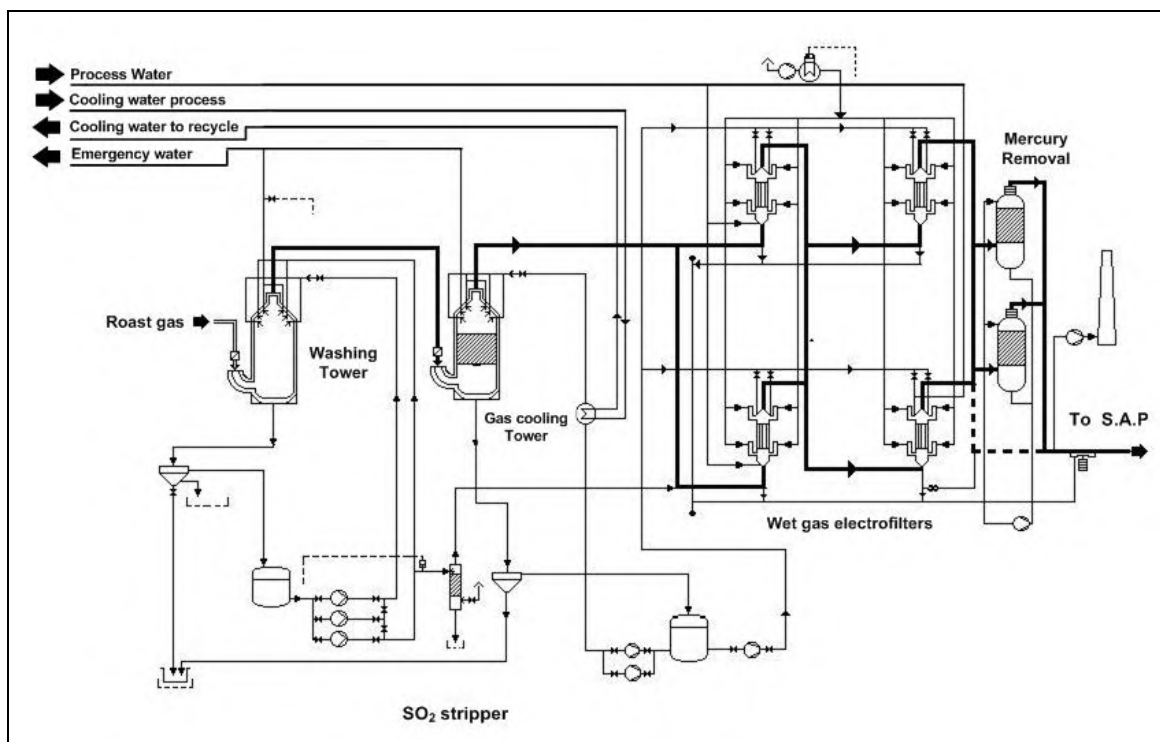 Process Water
Cooling water process
Cooling water to recycle
Emergency water
Mercury
Removal
Roast gas
Washing
Tower
Gas cooling
Tower
To S.A.P
Wet gas electrofilters
SO₂ stripper